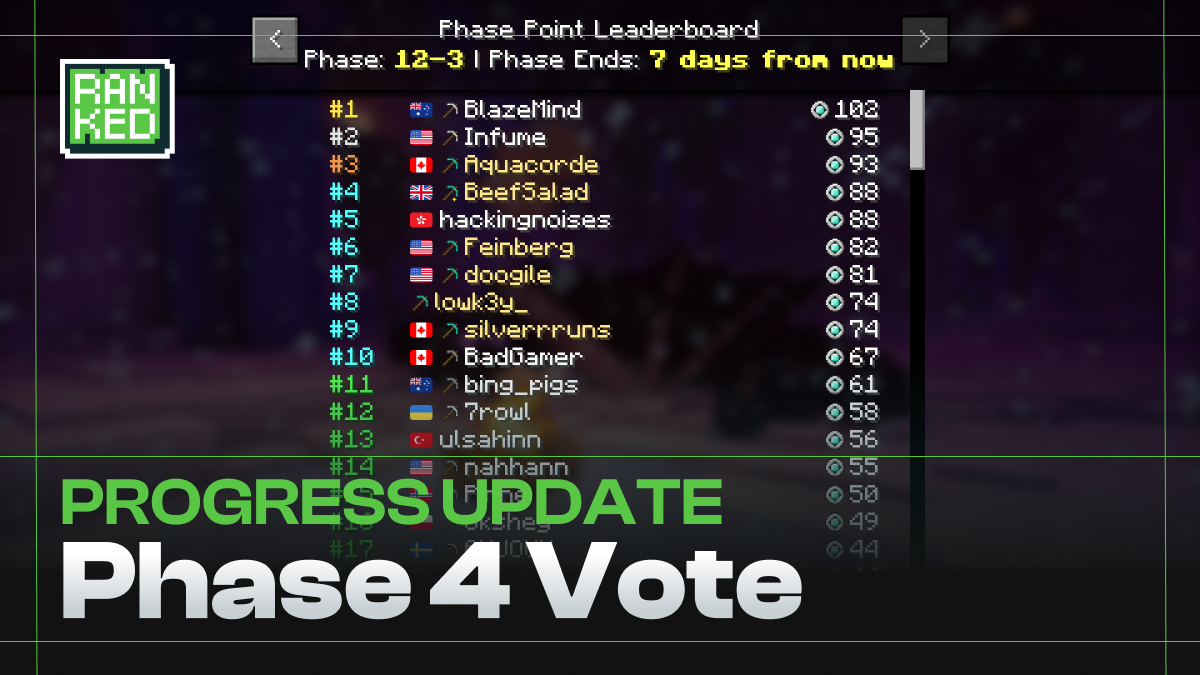 Phase Point Leaderboard
Phase: 12-3 | Phase Ends: 7 days from now
RAN
KED
#1 BlazeMind 102
#2 Infume 95
#3 Aquacorde 93
#4 BeefSalad 88
#5 hackingnoises 88
#6 Feinberg 82
#7 doogile 81
#8 lowk3y_ 74
#9 silverrruns 74
#10 BadGamer 67
#11 bing_pigs 61
#12 7rowl 58
#13 ulsahinn 56
#14 nahhann 55
50
49
#17 44
PROGRESS UPDATE
Phase 4 Vote